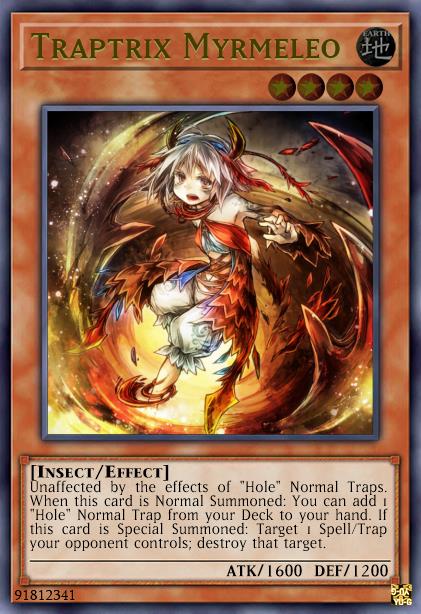 Traptrix Myrmeleo
EARTH
地
[Insect/Effect]
Unaffected by the effects of "Hole" Normal Traps.
When this card is Normal Summoned: You can add 1
"Hole" Normal Trap from your Deck to your hand. If
this card is Special Summoned: Target 1 Spell/Trap
your opponent controls; destroy that target.
ATK/1600 DEF/1200
91812341